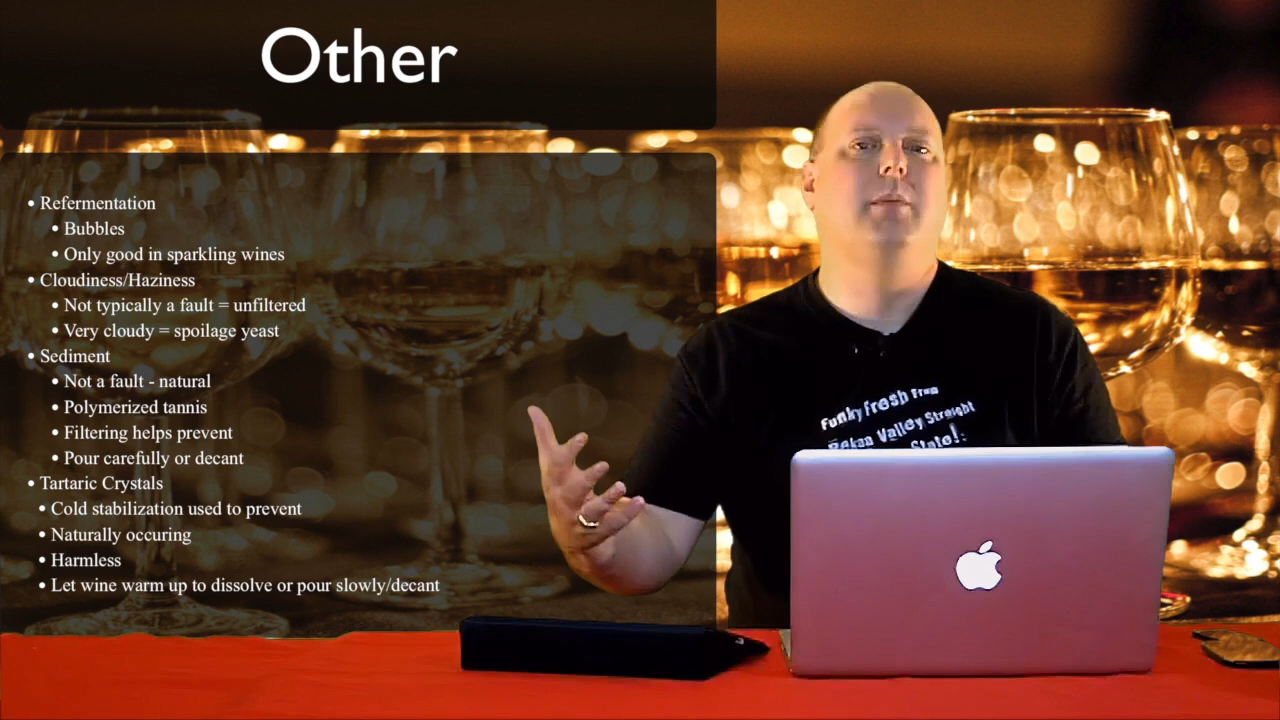 Other
• Refermentation
• Bubbles
• Only good in sparkling wines
• Cloudiness/Haziness
• Not typically a fault = unfiltered
• Very cloudy = spoilage yeast
• Sediment
• Not a fault - natural
• Polymerized tannis
• Filtering helps prevent
• Pour carefully or decant
• Tartaric Crystals
• Cold stabilization used to prevent
• Naturally occuring
• Harmless
• Let wine warm up to dissolve or pour slowly/decant
Funkyfresh From
Valley Straight
State!